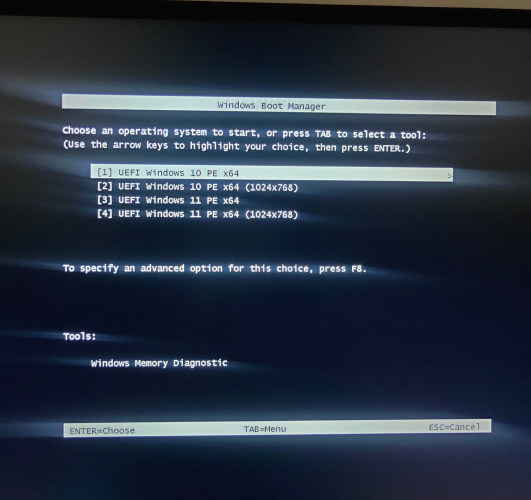 Windows Boot Manager
Choose an operating system to start, or press TAB to select a tool:
(Use the arrow keys to highlight your choice, then press ENTER.)
[1] UEFI Windows 10 PE x64 >
[2] UEFI Windows 10 PE x64 (1024x768)
[3] UEFI Windows 11 PE x64
[4] UEFI Windows 11 PE x64 (1024x768)
To specify an advanced option for this choice, press F8.
Tools:
Windows Memory Diagnostic
ENTER=Choose TAB=Menu ESC=Cancel